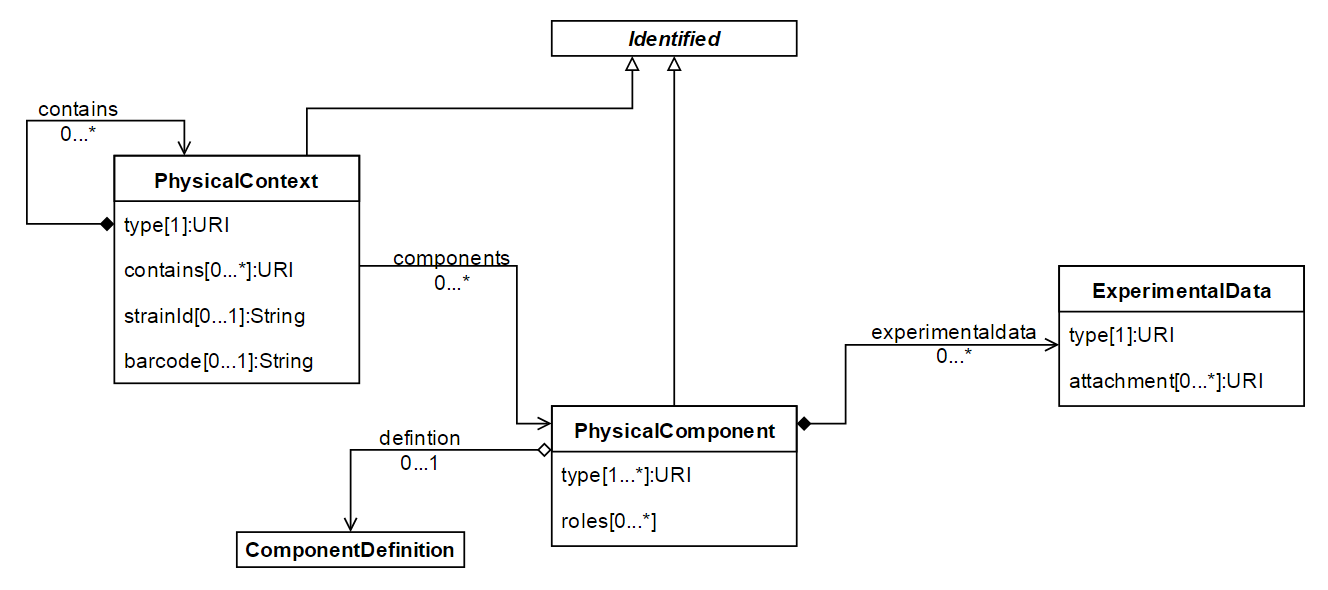 Identified
contains
0...*
PhysicalContext
type[1]:URI
contains[0...*]:URI
strainId[0...1]:String
barcode[0...1]:String
components
0...*
ExperimentalData
type[1]:URI
attachment[0...*]:URI
experimentaldata
0...*
PhysicalComponent
type[1...*]:URI
roles[0...*]
defintion
0...1
ComponentDefinition